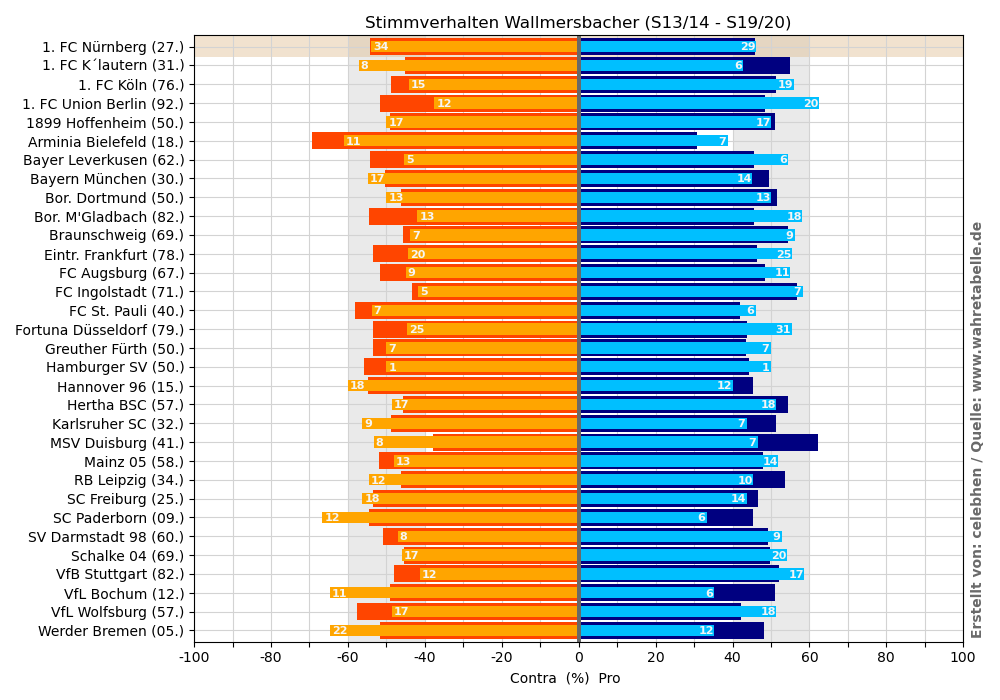 Stimmverhalten Wallmersbacher (S13/14 - S19/20)
1. FC Nürnberg (27.) 34 29
1. FC K´lautern (31.) 8 6
1. FC Köln (76.) 15 19
1. FC Union Berlin (92.) 12 20
1899 Hoffenheim (50.) 17 17
Arminia Bielefeld (18.) 11 7
Bayer Leverkusen (62.) 5 6
Bayern München (30.) 17 14
Bor. Dortmund (50.) 13 13
Bor. M'Gladbach (82.) 13 18
Braunschweig (69.) 7 9
Eintr. Frankfurt (78.) 20 25
FC Augsburg (67.) 9 11
FC Ingolstadt (71.) 5 7
FC St. Pauli (40.) 7 6
Fortuna Düsseldorf (79.) 25 31
Greuther Fürth (50.) 7 7
Hamburger SV (50.) 1 1
Hannover 96 (15.) 18 12
Hertha BSC (57.) 17 18
Karlsruher SC (32.) 9 7
MSV Duisburg (41.) 8 7
Mainz 05 (58.) 13 14
RB Leipzig (34.) 12 10
SC Freiburg (25.) 18 14
SC Paderborn (09.) 12 6
SV Darmstadt 98 (60.) 8 9
Schalke 04 (69.) 17 20
VfB Stuttgart (82.) 12 17
VfL Bochum (12.) 11 6
VfL Wolfsburg (57.) 17 18
Werder Bremen (05.) 22 12
-100 -80 -60 -40 -20 0 20 40 60 80 100
Contra (%) Pro
Erstellt von: celebhen / Quelle: www.wahretabelle.de